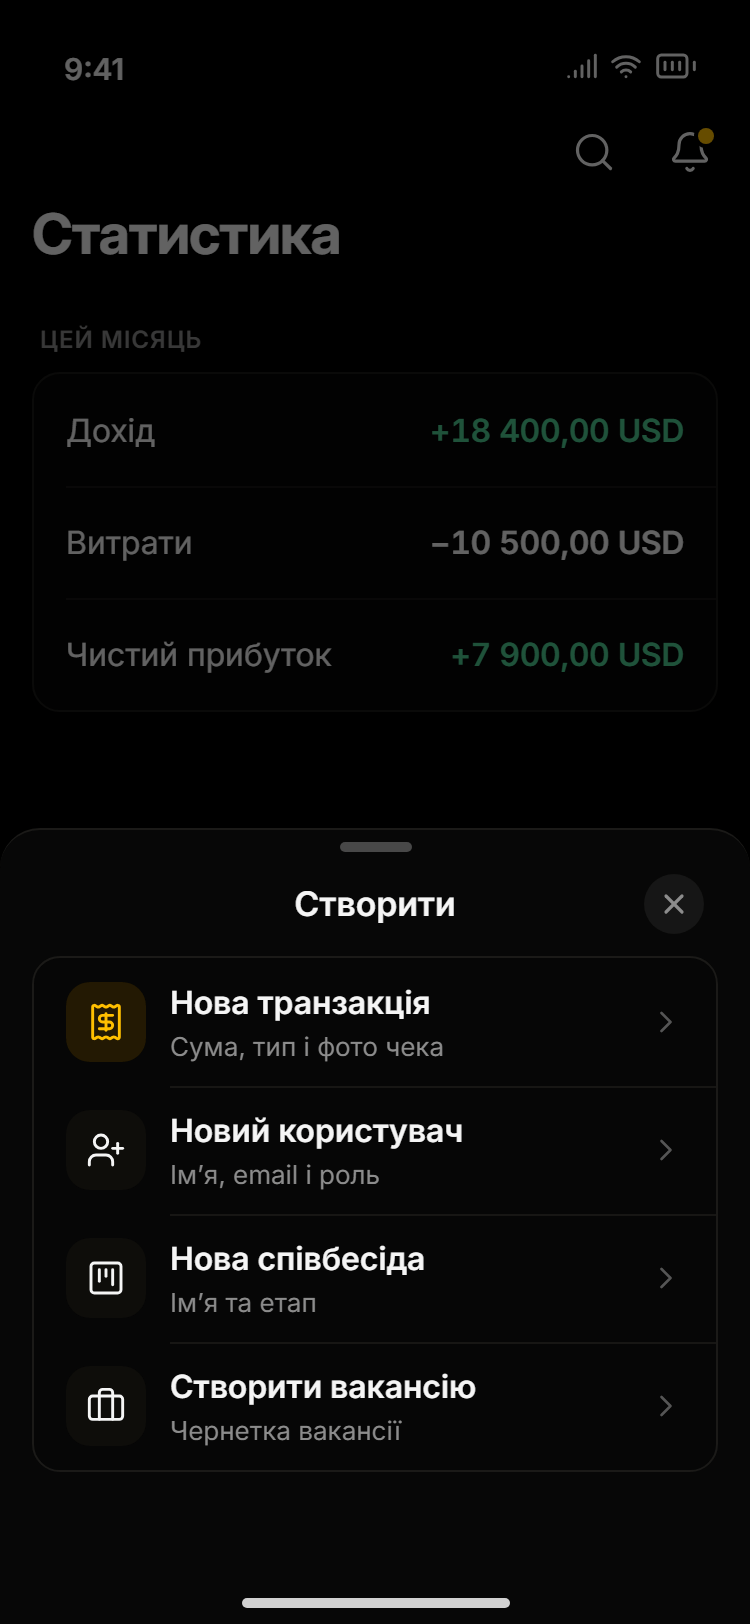 9:41
Статистика
ЦЕЙ МІСЯЦЬ
Дохід +18 400,00 USD
Витрати −10 500,00 USD
Чистий прибуток +7 900,00 USD
Створити
Нова транзакція
Сума, тип і фото чека
Новий користувач
Ім’я, email і роль
Нова співбесіда
Ім’я та етап
Створити вакансію
Чернетка вакансії